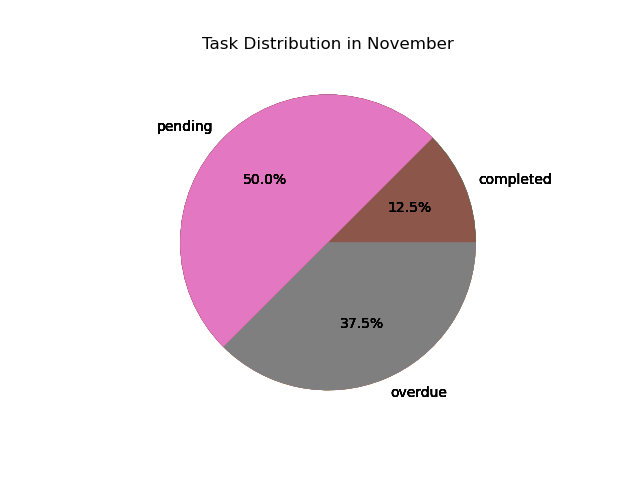 Task Distribution in November
pending
50.0%
completed
12.5%
37.5%
overdue